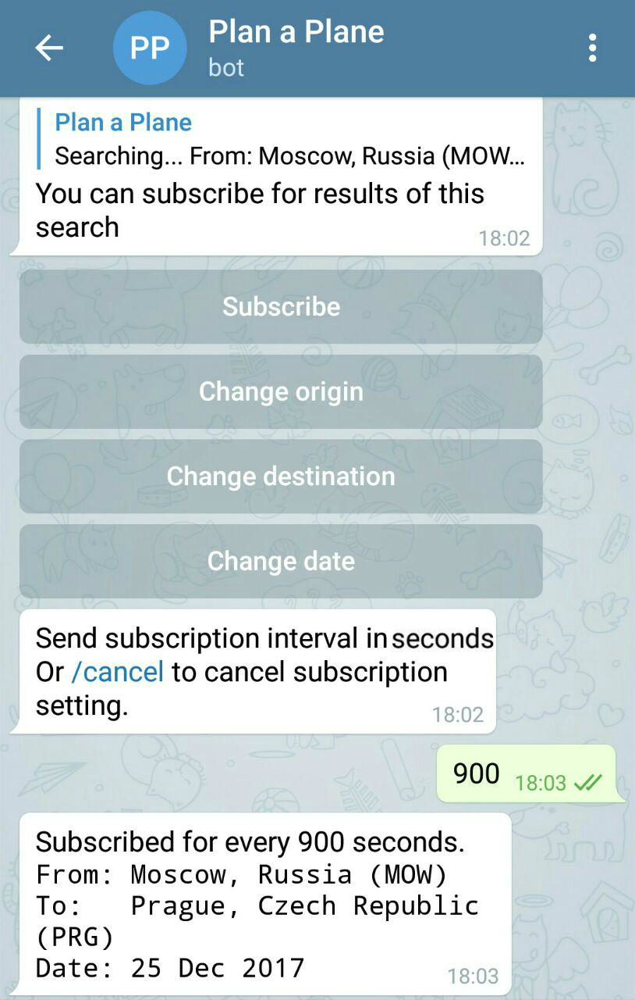 PP
Plan a Plane
bot
Plan a Plane
Searching... From: Moscow, Russia (MOW...
You can subscribe for results of this
search
18:02
Subscribe
Change origin
Change destination
Change date
Send subscription interval in seconds
Or /cancel to cancel subscription
setting.
18:02
900
18:03
Subscribed for every 900 seconds.
From: Moscow, Russia (MOW)
To: Prague, Czech Republic
(PRG)
Date: 25 Dec 2017
18:03